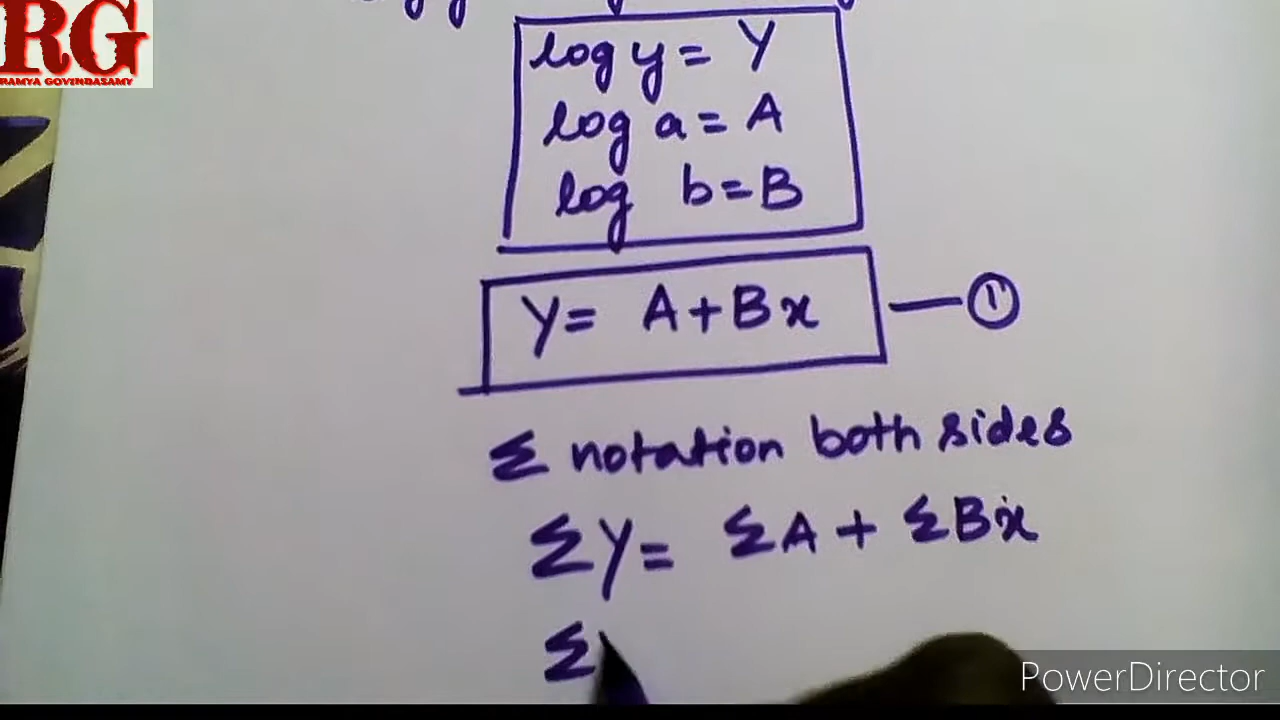 RG
RAMYA GOVINDASAMY
log y = Y
log a = A
log b = B
Y = A + Bx — ①
Σ notation both sides
ΣY = ΣA + ΣBx
Σ
PowerDirector